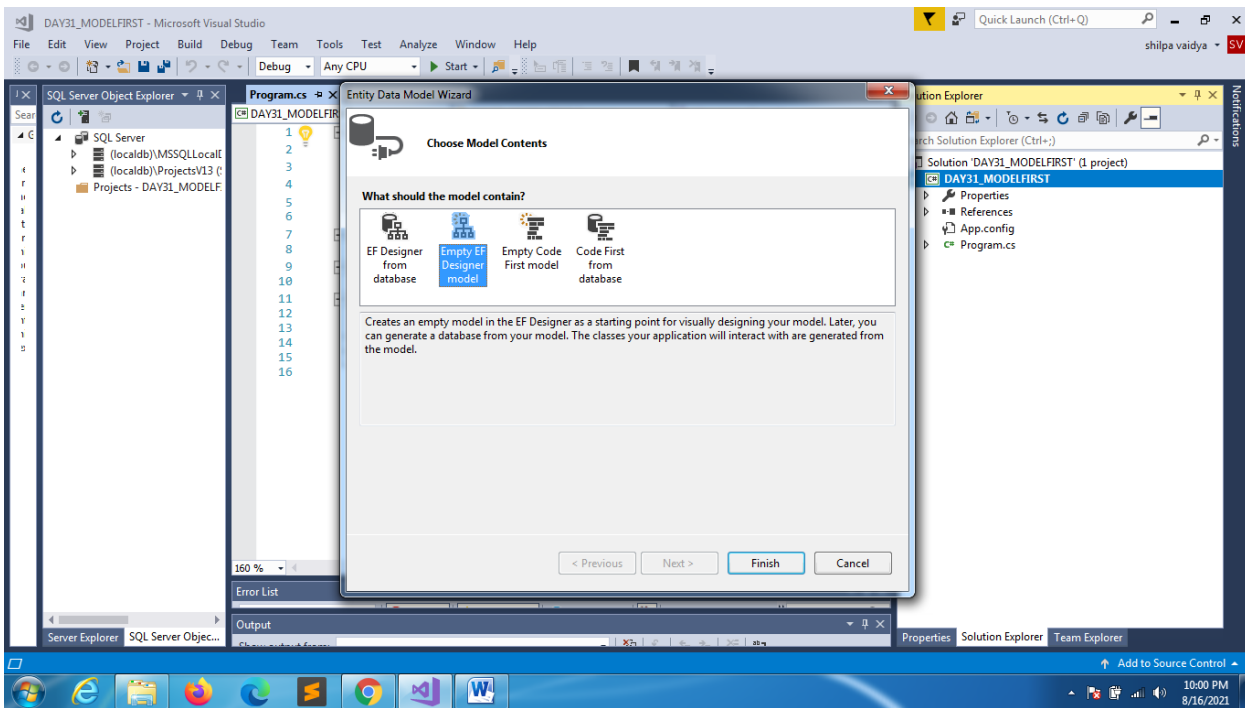 DAY31_MODELFIRST - Microsoft Visual Studio
Quick Launch (Ctrl+Q)
File Edit View Project Build Debug Team Tools Test Analyze Window Help
shilpa vaidya SV
Debug Any CPU Start
SQL Server Object Explorer
SQL Server
(localdb)\MSSQLLocalD
(localdb)\ProjectsV13
Projects - DAY31_MODELF
Server Explorer SQL Server Objec...
Program.cs
DAY31_MODELFIR
1
2
3
4
5
6
7
8
9
10
11
12
13
14
15
16
160 %
Error List
Output
Entity Data Model Wizard
Choose Model Contents
What should the model contain?
EF Designer from database
Empty EF Designer model
Empty Code First model
Code First from database
Creates an empty model in the EF Designer as a starting point for visually designing your model. Later, you
can generate a database from your model. The classes your application will interact with are generated from
the model.
< Previous Next > Finish Cancel
ution Explorer
rch Solution Explorer (Ctrl+;)
Solution 'DAY31_MODELFIRST' (1 project)
C# DAY31_MODELFIRST
Properties
References
App.config
C# Program.cs
Properties Solution Explorer Team Explorer
Notifications
Add to Source Control
10:00 PM
8/16/2021